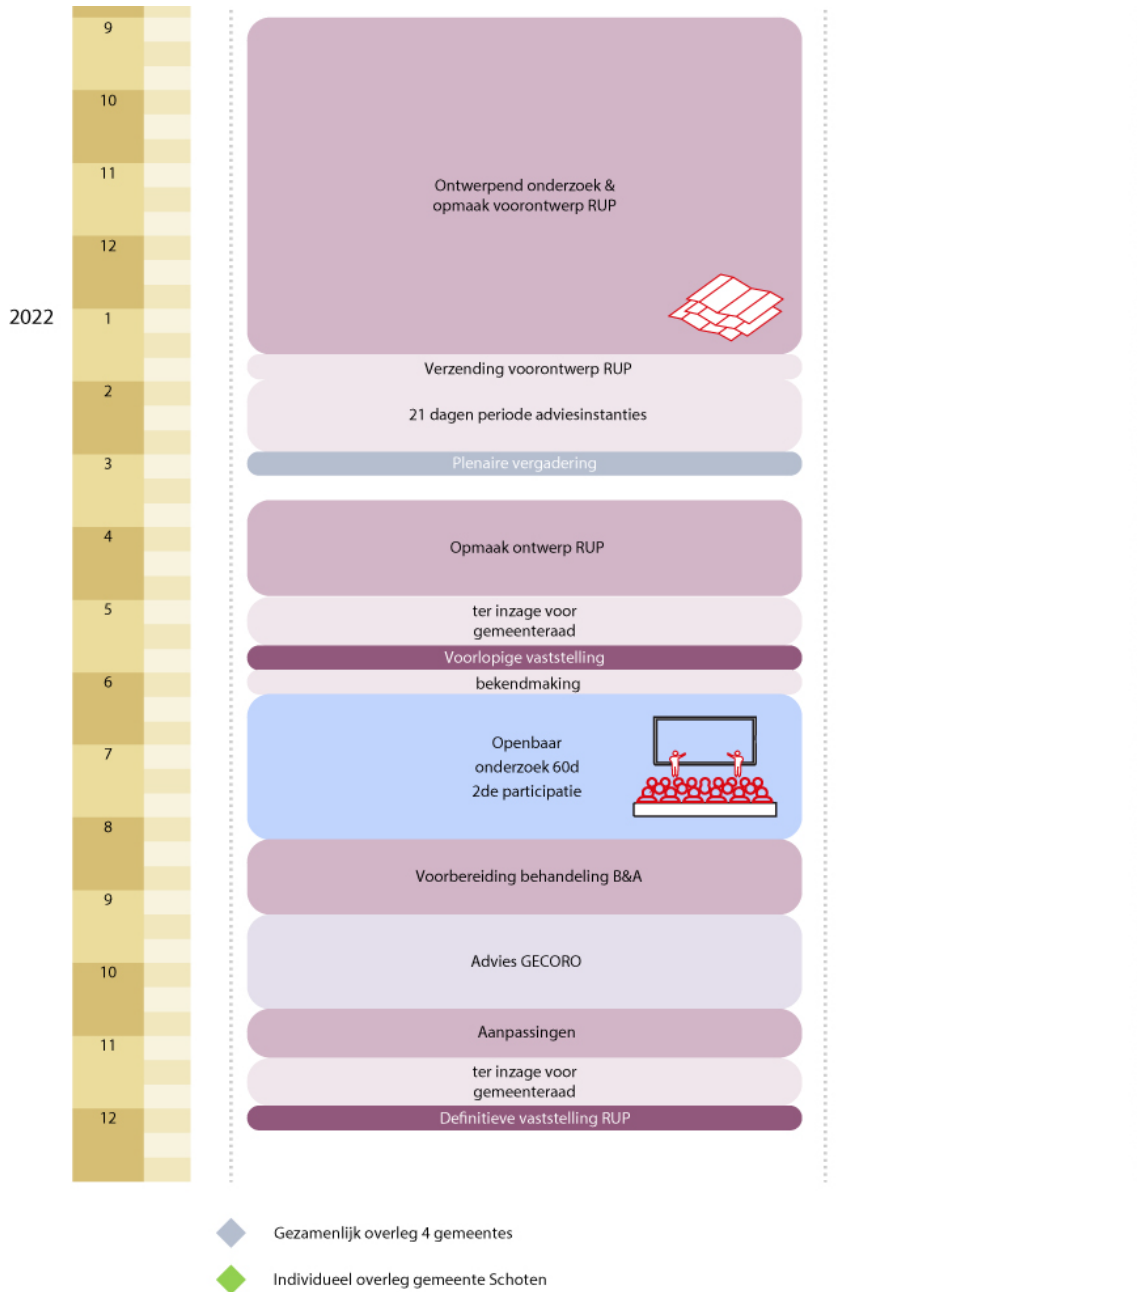 9
10
11
Ontwerpend onderzoek &
opmaak voorontwerp RUP
12
2022
1
Verzending voorontwerp RUP
2
21 dagen periode adviesinstanties
3
Plenaire vergadering
4
Opmaak ontwerp RUP
5
ter inzage voor
gemeenteraad
Voorlopige vaststelling
6
bekendmaking
Openbaar
7
onderzoek 60d
2de participatie
8
Voorbereiding behandeling B&A
9
Advies GECORO
10
Aanpassingen
11
ter inzage voor
gemeenteraad
12
Definitieve vaststelling RUP
Gezamenlijk overleg 4 gemeentes
Individueel overleg gemeente Schoten